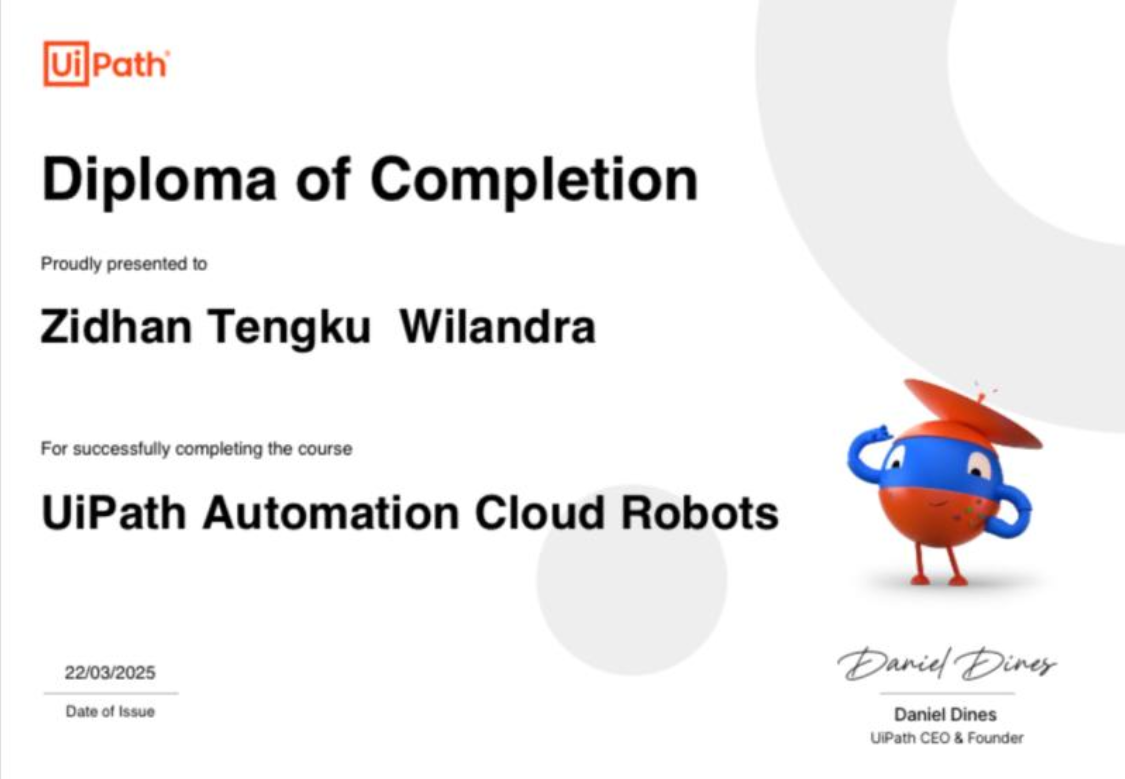 UiPath®
Diploma of Completion
Proudly presented to
Zidhan Tengku  Wilandra
For successfully completing the course
UiPath Automation Cloud Robots
22/03/2025
Date of Issue
Daniel Dines
Daniel Dines
UiPath CEO & Founder